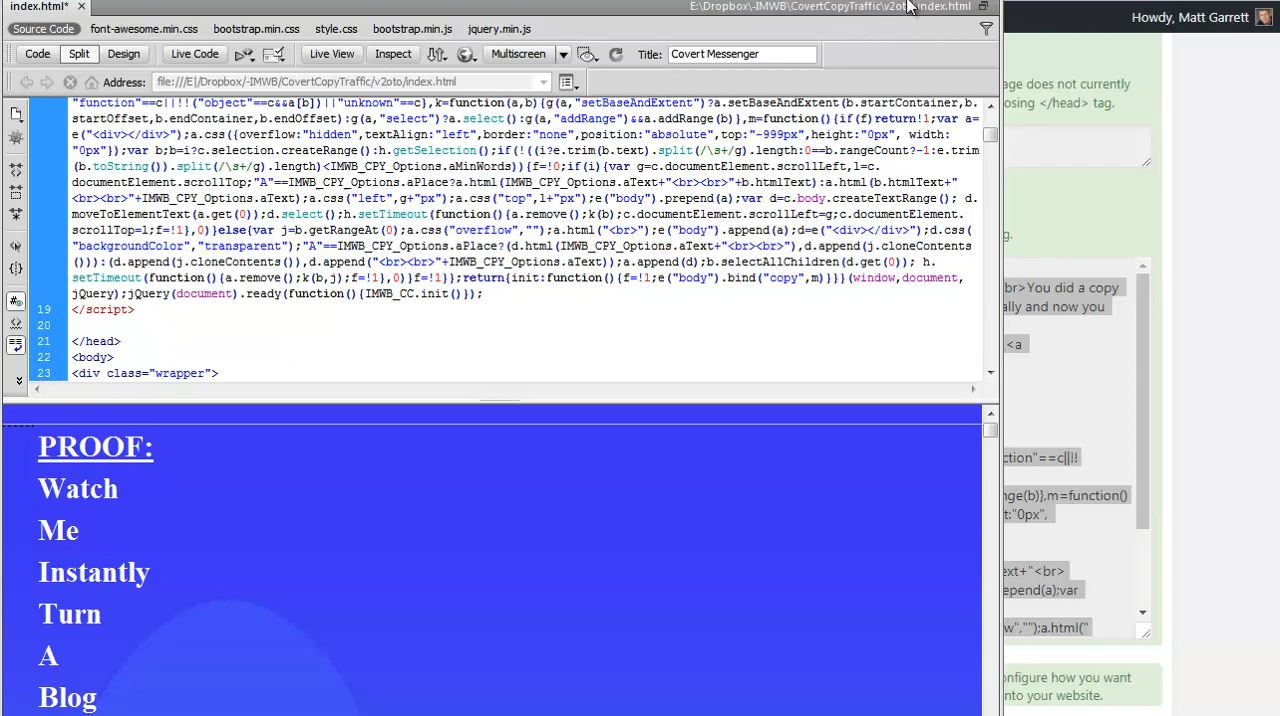 index.html*
E:\Dropbox\-IMWB\CovertCopyTraffic\v2oto\index.html
Howdy, Matt Garrett
Source Code font-awesome.min.css bootstrap.min.css style.css bootstrap.min.js jquery.min.js
Code Split Design Live Code Live View Inspect Multiscreen Title: Covert Messenger
Address: file:///E|/Dropbox/-IMWB/CovertCopyTraffic/v2oto/index.html
"function"==c||!!("object"==c&&a[b])||"unknown"==c},k=function(a,b){g(a,"setBaseAndExtent")?a.setBaseAndExtent(b.startContainer,b.
startOffset,b.endContainer,b.endOffset):g(a,"select")?a.select():g(a,"addRange")&&a.addRange(b)},m=function(){if(f)return!1;var a=
e("<div></div>");a.css({overflow:"hidden",textAlign:"left",border:"none",position:"absolute",top:"-999px",height:"0px", width:
"0px"});var b;b=i?c.selection.createRange():h.getSelection();if(!((i?e.trim(b.text).split(/\s+/g).length:0==b.rangeCount?-1:e.trim
(b.toString()).split(/\s+/g).length)<IMWB_CPY_Options.aMinWords)){f=!0;if(i){var g=c.documentElement.scrollLeft,l=c.
documentElement.scrollTop;"A"==IMWB_CPY_Options.aPlace?a.html(IMWB_CPY_Options.aText+"<br><br>"+b.htmlText):a.html(b.htmlText+"
<br><br>"+IMWB_CPY_Options.aText);a.css("left",g+"px");a.css("top",l+"px");e("body").prepend(a);var d=c.body.createTextRange(); d.
moveToElementText(a.get(0));d.select();h.setTimeout(function(){a.remove();k(b);c.documentElement.scrollLeft=g;c.documentElement.
scrollTop=l;f=!1},0)}else{var j=b.getRangeAt(0);a.css("overflow","");a.html("<br>");e("body").append(a);d=e("<div></div>");d.css(
"backgroundColor","transparent");"A"==IMWB_CPY_Options.aPlace?(d.html(IMWB_CPY_Options.aText+"<br><br>"),d.append(j.cloneContents
())):(d.append(j.cloneContents()),d.append("<br><br>"+IMWB_CPY_Options.aText));a.append(d);b.selectAllChildren(d.get(0)); h.
setTimeout(function(){a.remove();k(b,j);f=!1},0)}f=!1}};return{init:function(){f=!1;e("body").bind("copy",m)}}}(window,document,
jQuery);jQuery(document).ready(function(){IMWB_CC.init()});
19 </script>
20
21 </head>
22 <body>
23 <div class="wrapper">
PROOF:
Watch
Me
Instantly
Turn
A
Blog
age does not currently
osing </head> tag.
g.
br>You did a copy
ally and now you
<a
ction"==c||!!
nge(b)},m=function()
t:"0px",
ext+"<br>
epend(a);var
w","");a.html("
onfigure how you want
nto your website.